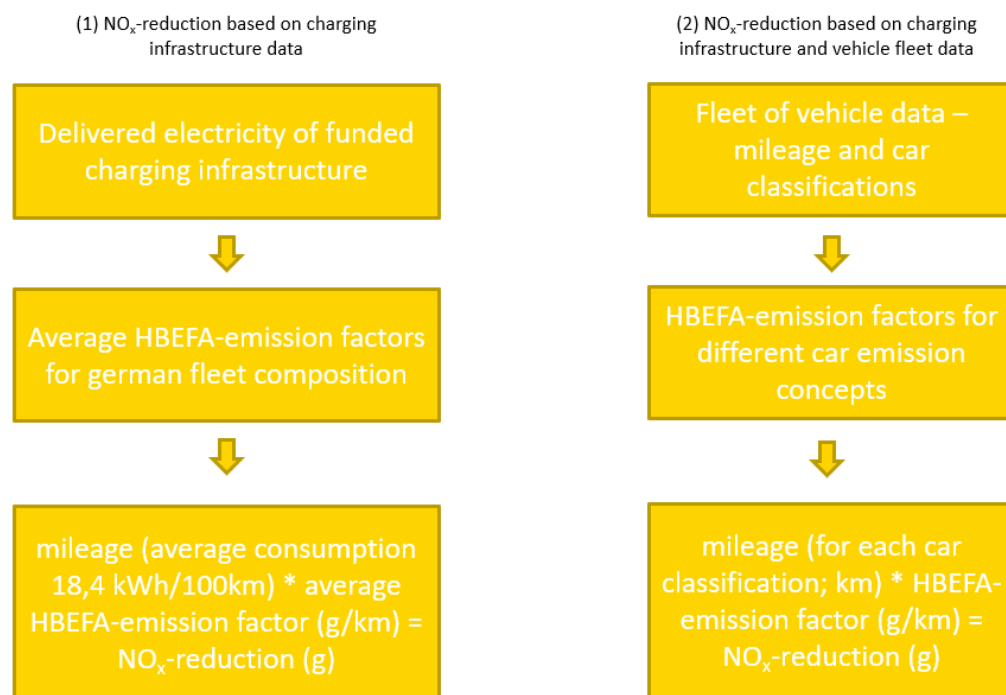 (1) NOₓ-reduction based on charging
infrastructure data
Delivered electricity of funded
charging infrastructure
Average HBEFA-emission factors
for german fleet composition
mileage (average consumption
18,4 kWh/100km) * average
HBEFA-emission factor (g/km) =
NOₓ-reduction (g)
(2) NOₓ-reduction based on charging
infrastructure and vehicle fleet data
Fleet of vehicle data –
mileage and car
classifications
HBEFA-emission factors for
different car emission
concepts
mileage (for each car
classification; km) * HBEFA-
emission factor (g/km) =
NOₓ-reduction (g)